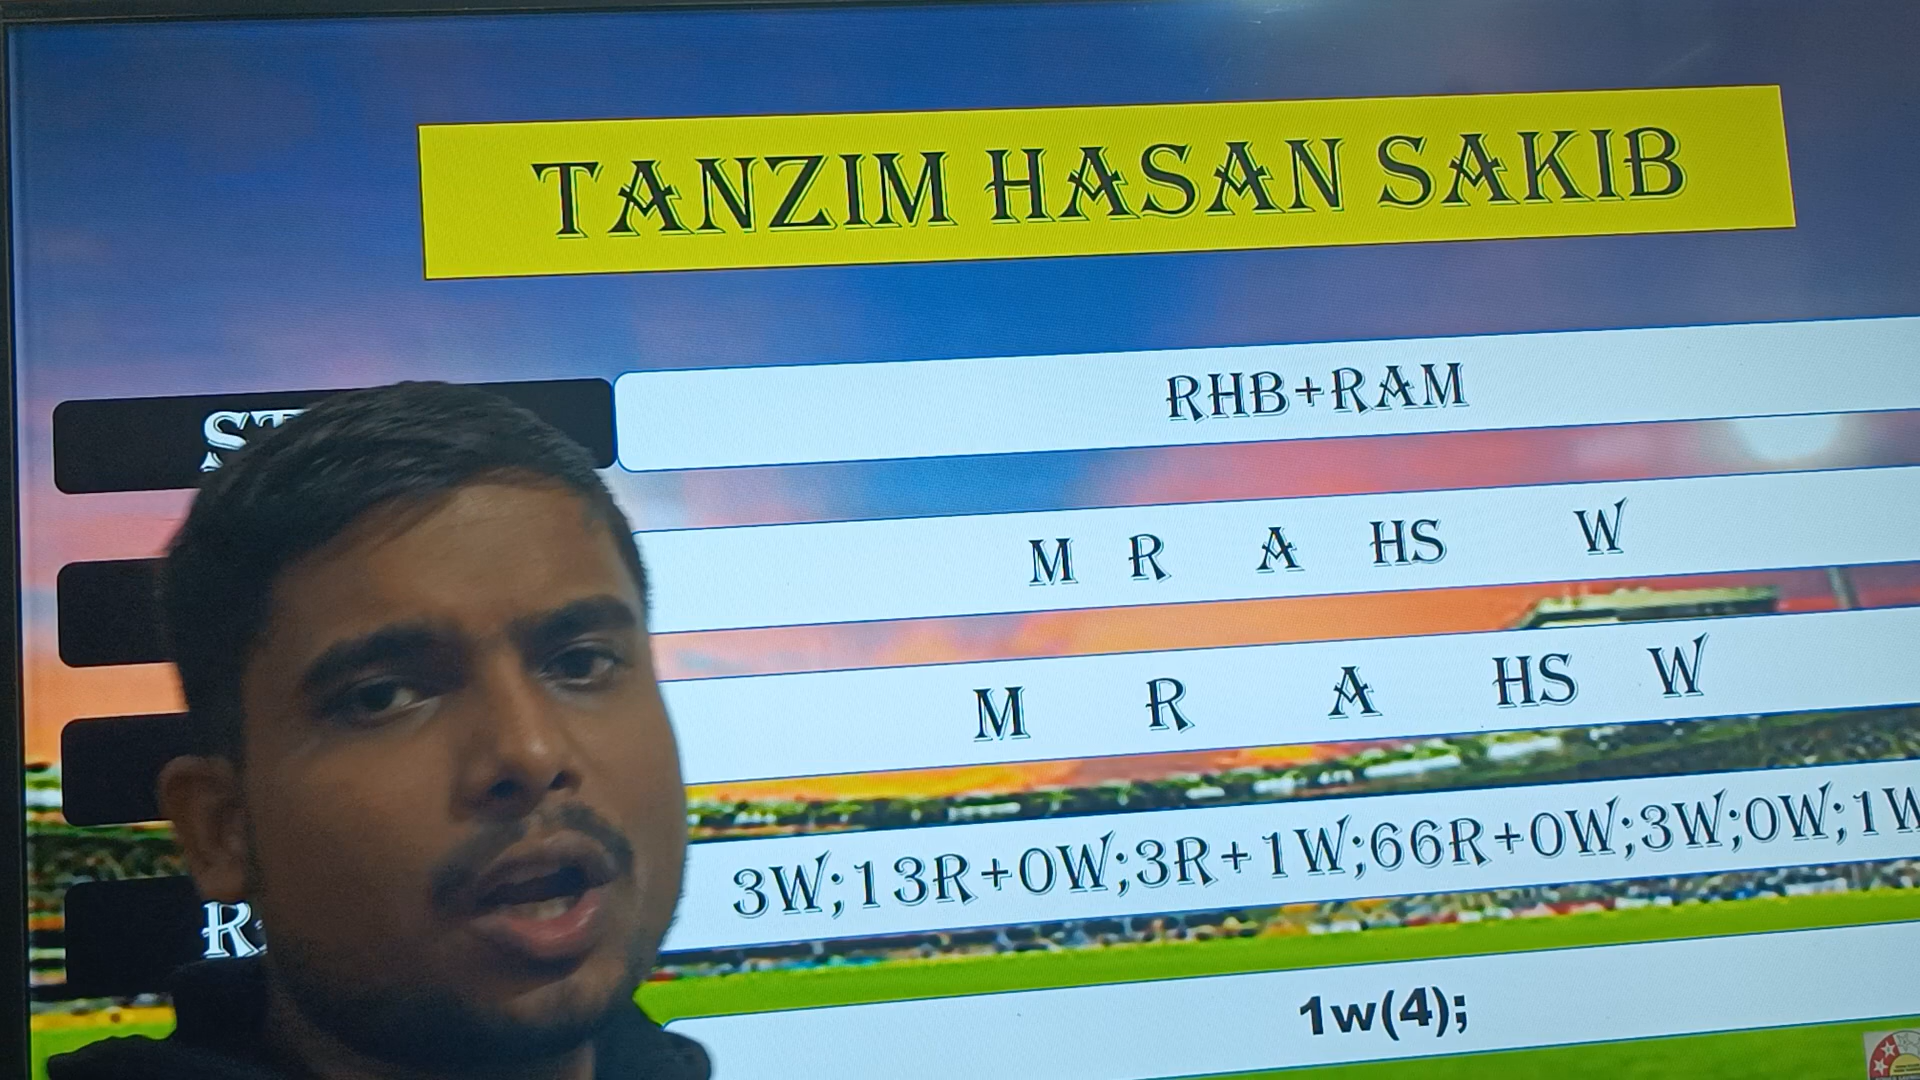 TANZIM HASAN SAKIB
RHB+RAM
M R A HS W
M R A HS W
3W;13R+0W;3R+1W;66R+0W;3W;0W;1W
1w(4);